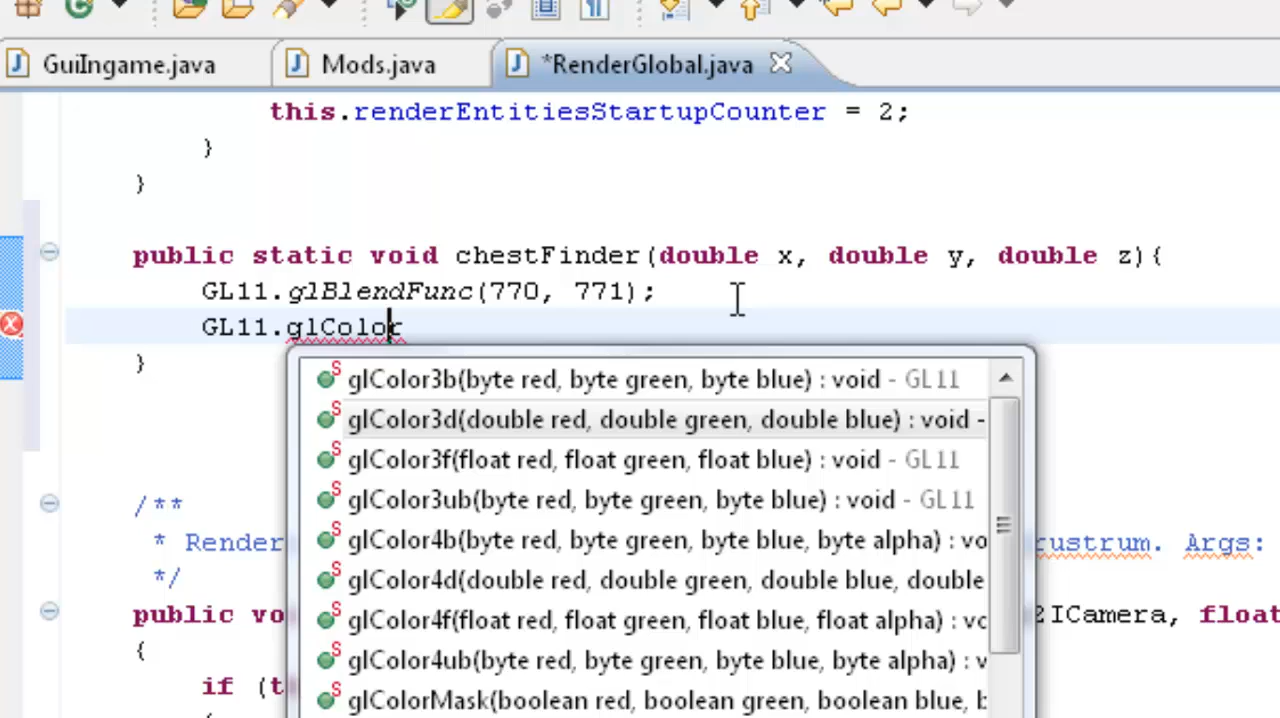 GuiIngame.java Mods.java *RenderGlobal.java
this.renderEntitiesStartupCounter = 2;
}
}
public static void chestFinder(double x, double y, double z){
GL11.glBlendFunc(770, 771);
GL11.glColor
}
glColor3b(byte red, byte green, byte blue) : void - GL11
glColor3d(double red, double green, double blue) : void -
glColor3f(float red, float green, float blue) : void - GL11
glColor3ub(byte red, byte green, byte blue) : void - GL11
/**
glColor4b(byte red, byte green, byte blue, byte alpha) : vo
* Render rustrum. Args:
*/
glColor4d(double red, double green, double blue, double
public vo glColor4f(float red, float green, float blue, float alpha) : vo 2ICamera, float
{
glColor4ub(byte red, byte green, byte blue, byte alpha) : v
if (t
glColorMask(boolean red, boolean green, boolean blue, b